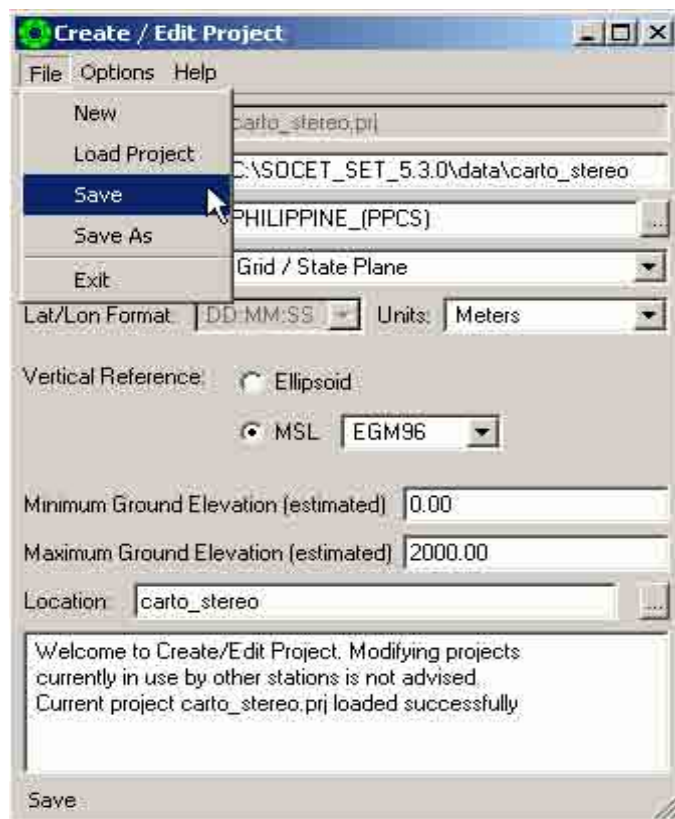 Create / Edit Project
File Options Help
New
Load Project
Save
Save As
Exit
carto_stereo.prj
C:\SOCET_SET_5.3.0\data\carto_stereo
PHILIPPINE_(PPCS)
...
Grid / State Plane
Lat/Lon Format: DD:MM:SS Units: Meters
Vertical Reference: Ellipsoid
MSL EGM96
Minimum Ground Elevation (estimated) 0.00
Maximum Ground Elevation (estimated) 2000.00
Location: carto_stereo ...
Welcome to Create/Edit Project. Modifying projects
currently in use by other stations is not advised.
Current project carto_stereo.prj loaded successfully
Save